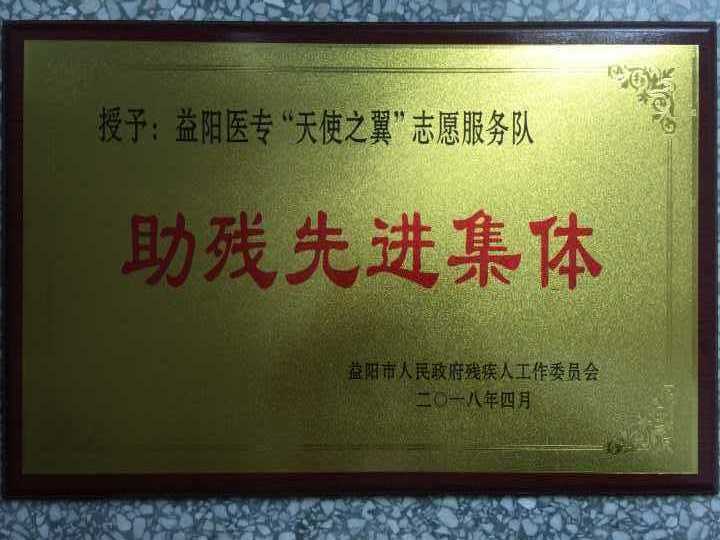 授予：益阳医专“天使之翼”志愿服务队
助残先进集体
益阳市人民政府残疾人工作委员会
二〇一八年四月